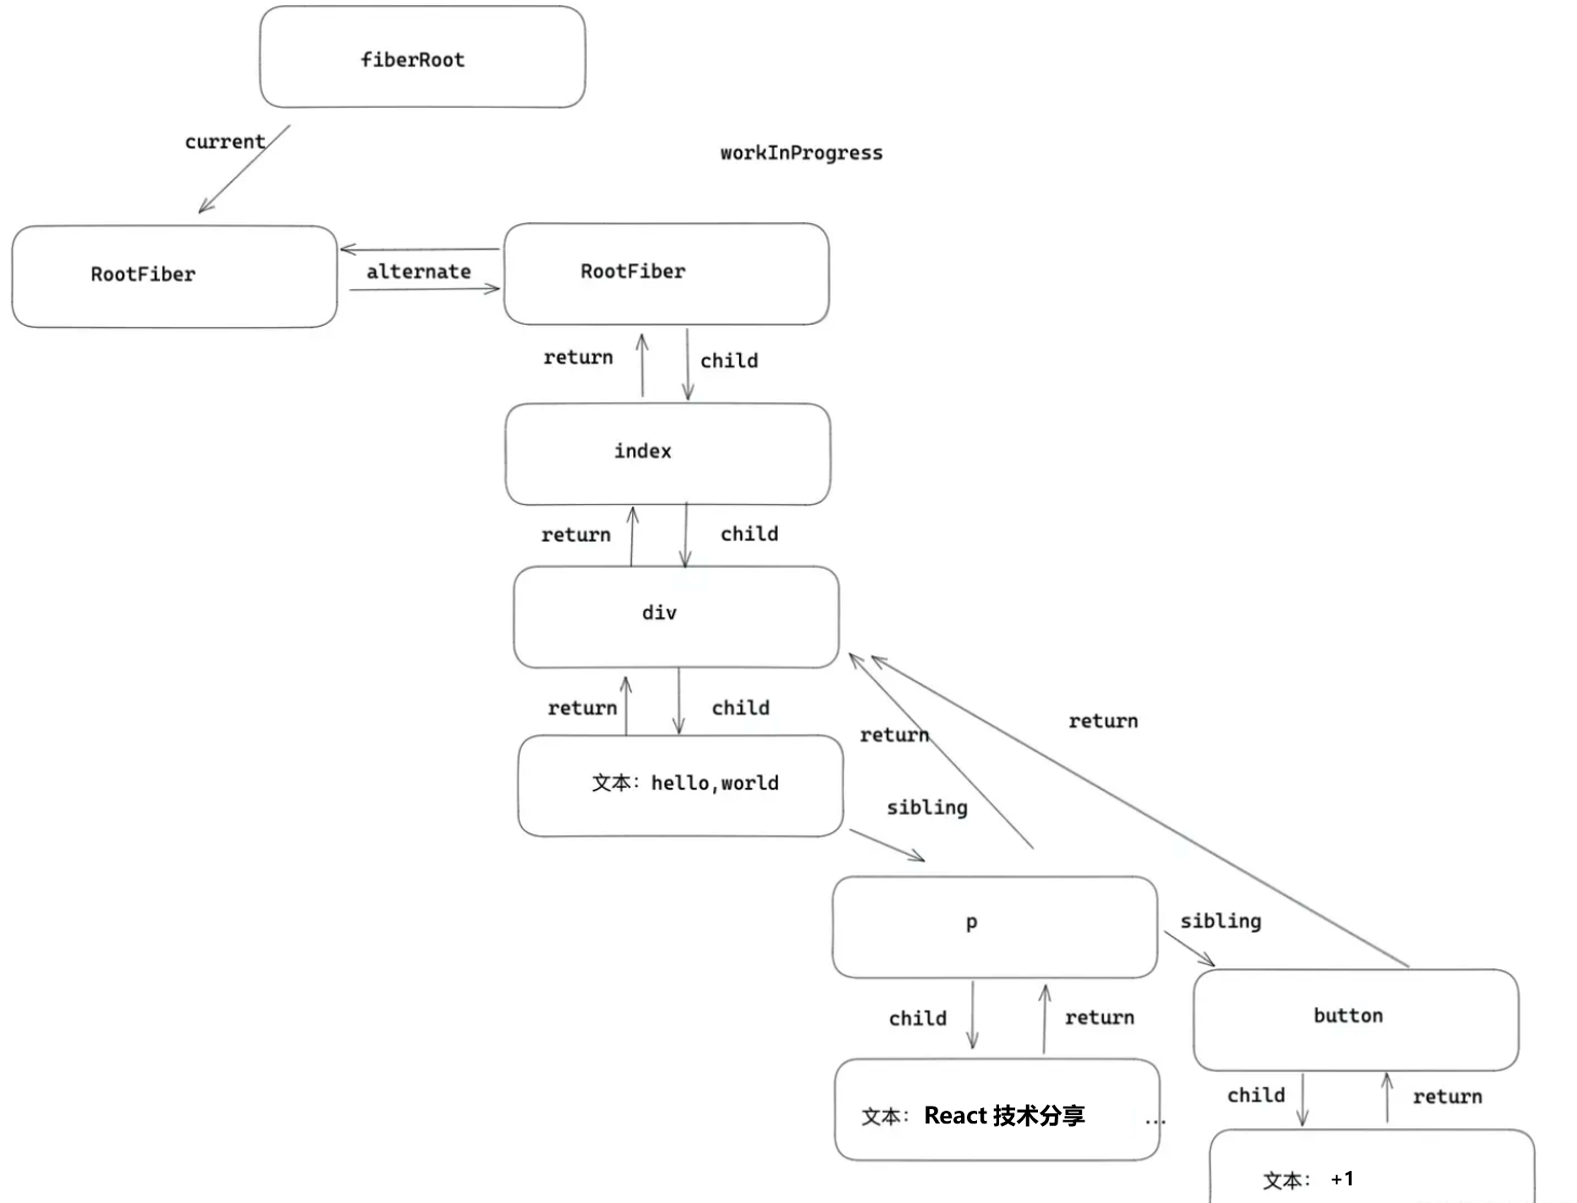 fiberRoot
current
workInProgress
RootFiber
alternate
RootFiber
return
child
index
return
child
div
return
child
return
return
文本：hello,world
sibling
p
sibling
button
child
return
child
return
文本：React 技术分享
...
文本： +1